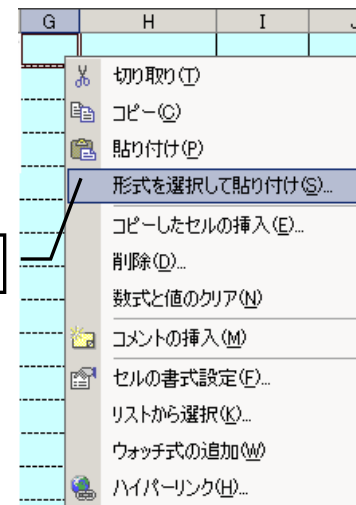 G H I
切り取り(T)
コピー(C)
貼り付け(P)
形式を選択して貼り付け(S)...
コピーしたセルの挿入(E)...
削除(D)...
数式と値のクリア(N)
コメントの挿入(M)
セルの書式設定(F)...
リストから選択(K)...
ウォッチ式の追加(W)
ハイパーリンク(H)...